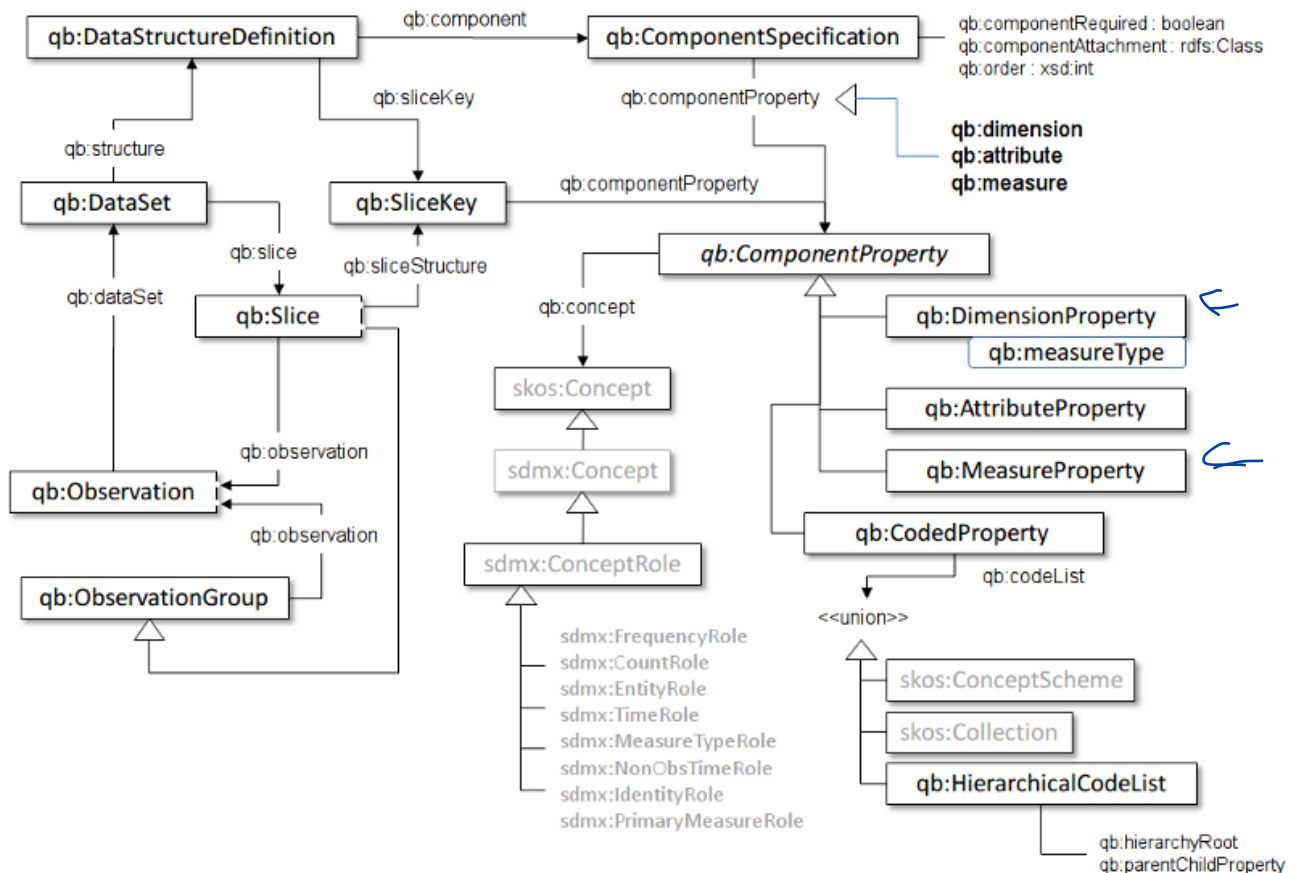 qb:DataStructureDefinition
qb:component
qb:ComponentSpecification
qb:componentRequired : boolean
qb:componentAttachment : rdfs:Class
qb:order : xsd:int
qb:sliceKey
qb:componentProperty
qb:dimension
qb:attribute
qb:measure
qb:structure
qb:DataSet
qb:SliceKey
qb:componentProperty
qb:slice
qb:sliceStructure
qb:ComponentProperty
qb:dataSet
qb:Slice
qb:concept
qb:DimensionProperty
qb:measureType
skos:Concept
qb:AttributeProperty
qb:observation
sdmx:Concept
qb:MeasureProperty
qb:Observation
qb:observation
qb:CodedProperty
sdmx:ConceptRole
qb:codeList
qb:ObservationGroup
<<union>>
sdmx:FrequencyRole
sdmx:CountRole
sdmx:EntityRole
sdmx:TimeRole
sdmx:MeasureTypeRole
sdmx:NonObsTimeRole
sdmx:IdentityRole
sdmx:PrimaryMeasureRole
skos:ConceptScheme
skos:Collection
qb:HierarchicalCodeList
qb:hierarchyRoot
qb:parentChildProperty